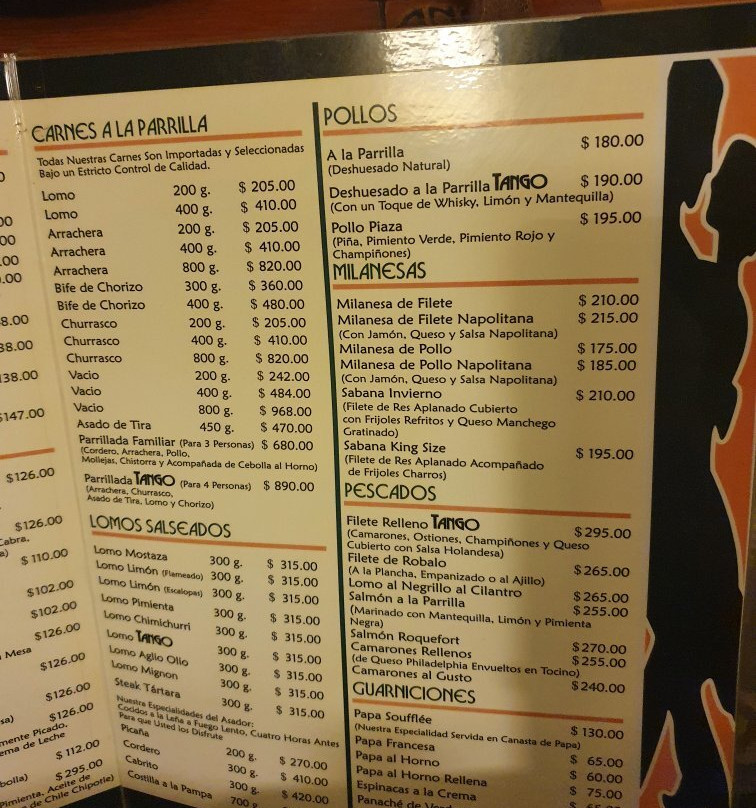 $126.00
$126.00
$ 110.00
$102.00
$102.00
$126.00
Mesa
$126.00
$126.00
$126.00
mente Picado,
ema de Leche
$ 112.00
$ 295.00
Pimienta, Aceite de
de Chile Chipotle)
$147.00
CARNES A LA PARRILLA
Todas Nuestras Carnes Son Importadas y Seleccionadas
Bajo un Estricto Control de Calidad.
Lomo 200 g. $ 205.00
Lomo 400 g. $ 410.00
Arrachera 200 g. $ 205.00
Arrachera 400 g. $ 410.00
Arrachera 800 g. $ 820.00
Bife de Chorizo 300 g. $ 360.00
Bife de Chorizo 400 g. $ 480.00
Churrasco 200 g. $ 205.00
Churrasco 400 g. $ 410.00
Churrasco 800 g. $ 820.00
Vacio 200 g. $ 242.00
Vacio 400 g. $ 484.00
Vacio 800 g. $ 968.00
Asado de Tira 450 g. $ 470.00
Parrillada Familiar (Para 3 Personas) $ 680.00
(Cordero, Arrachera, Pollo,
Mollejas, Chistorra y Acompañada de Cebolla al Horno)
Parrillada TANGO (Para 4 Personas) $ 890.00
(Arrachera, Churrasco,
Asado de Tira, Lomo y Chorizo)
LOMOS SALSEADOS
Lomo Mostaza 300 g. $ 315.00
Lomo Limón (Flameado) 300 g. $ 315.00
Lomo Limón (Escalopas) 300 g. $ 315.00
Lomo Pimienta 300 g. $ 315.00
Lomo Chimichurri 300 g. $ 315.00
Lomo TANGO 300 g. $ 315.00
Lomo Aglio Olio 300 g. $ 315.00
Lomo Mignon 300 g. $ 315.00
Steak Tártara 300 g. $ 315.00
Nuestra Especialidades del Asador:
Cocidos a la Leña a Fuego Lento, Cuatro Horas Antes
Para que Usted los Disfrute
Picaña 200 g. $ 270.00
Cordero 300 g. $ 410.00
Cabrito 300 g. $ 420.00
Costilla a la Pampa 700 g
POLLOS
A la Parrilla $ 180.00
(Deshuesado Natural)
Deshuesado a la Parrilla TANGO $ 190.00
(Con un Toque de Whisky, Limón y Mantequilla)
Pollo Piaza $ 195.00
(Piña, Pimiento Verde, Pimiento Rojo y
Champiñones)
MILANESAS
Milanesa de Filete $ 210.00
Milanesa de Filete Napolitana $ 215.00
(Con Jamón, Queso y Salsa Napolitana)
Milanesa de Pollo $ 175.00
Milanesa de Pollo Napolitana $ 185.00
(Con Jamón, Queso y Salsa Napolitana)
Sabana Invierno $ 210.00
(Filete de Res Aplanado Cubierto
con Frijoles Refritos y Queso Manchego
Gratinado)
Sabana King Size $ 195.00
(Filete de Res Aplanado Acompañado
de Frijoles Charros)
PESCADOS
Filete Relleno TANGO $ 295.00
(Camarones, Ostiones, Champiñones y Queso
Cubierto con Salsa Holandesa)
Filete de Robalo $ 265.00
(A la Plancha, Empanizado o al Ajillo)
Lomo al Negrillo al Cilantro $ 265.00
Salmón a la Parrilla $ 255.00
(Marinado con Mantequilla, Limón y Pimienta
Negra)
Salmón Roquefort $ 270.00
Camarones Rellenos $ 255.00
(de Queso Philadelphia Envueltos en Tocino)
Camarones al Gusto $ 240.00
GUARNICIONES
Papa Soufflée $ 130.00
(Nuestra Especialidad Servida en Canasta de Papa)
Papa Francesa $ 65.00
Papa al Horno $ 60.00
Papa al Horno Rellena $ 75.00
Espinacas a la Crema
Panaché de